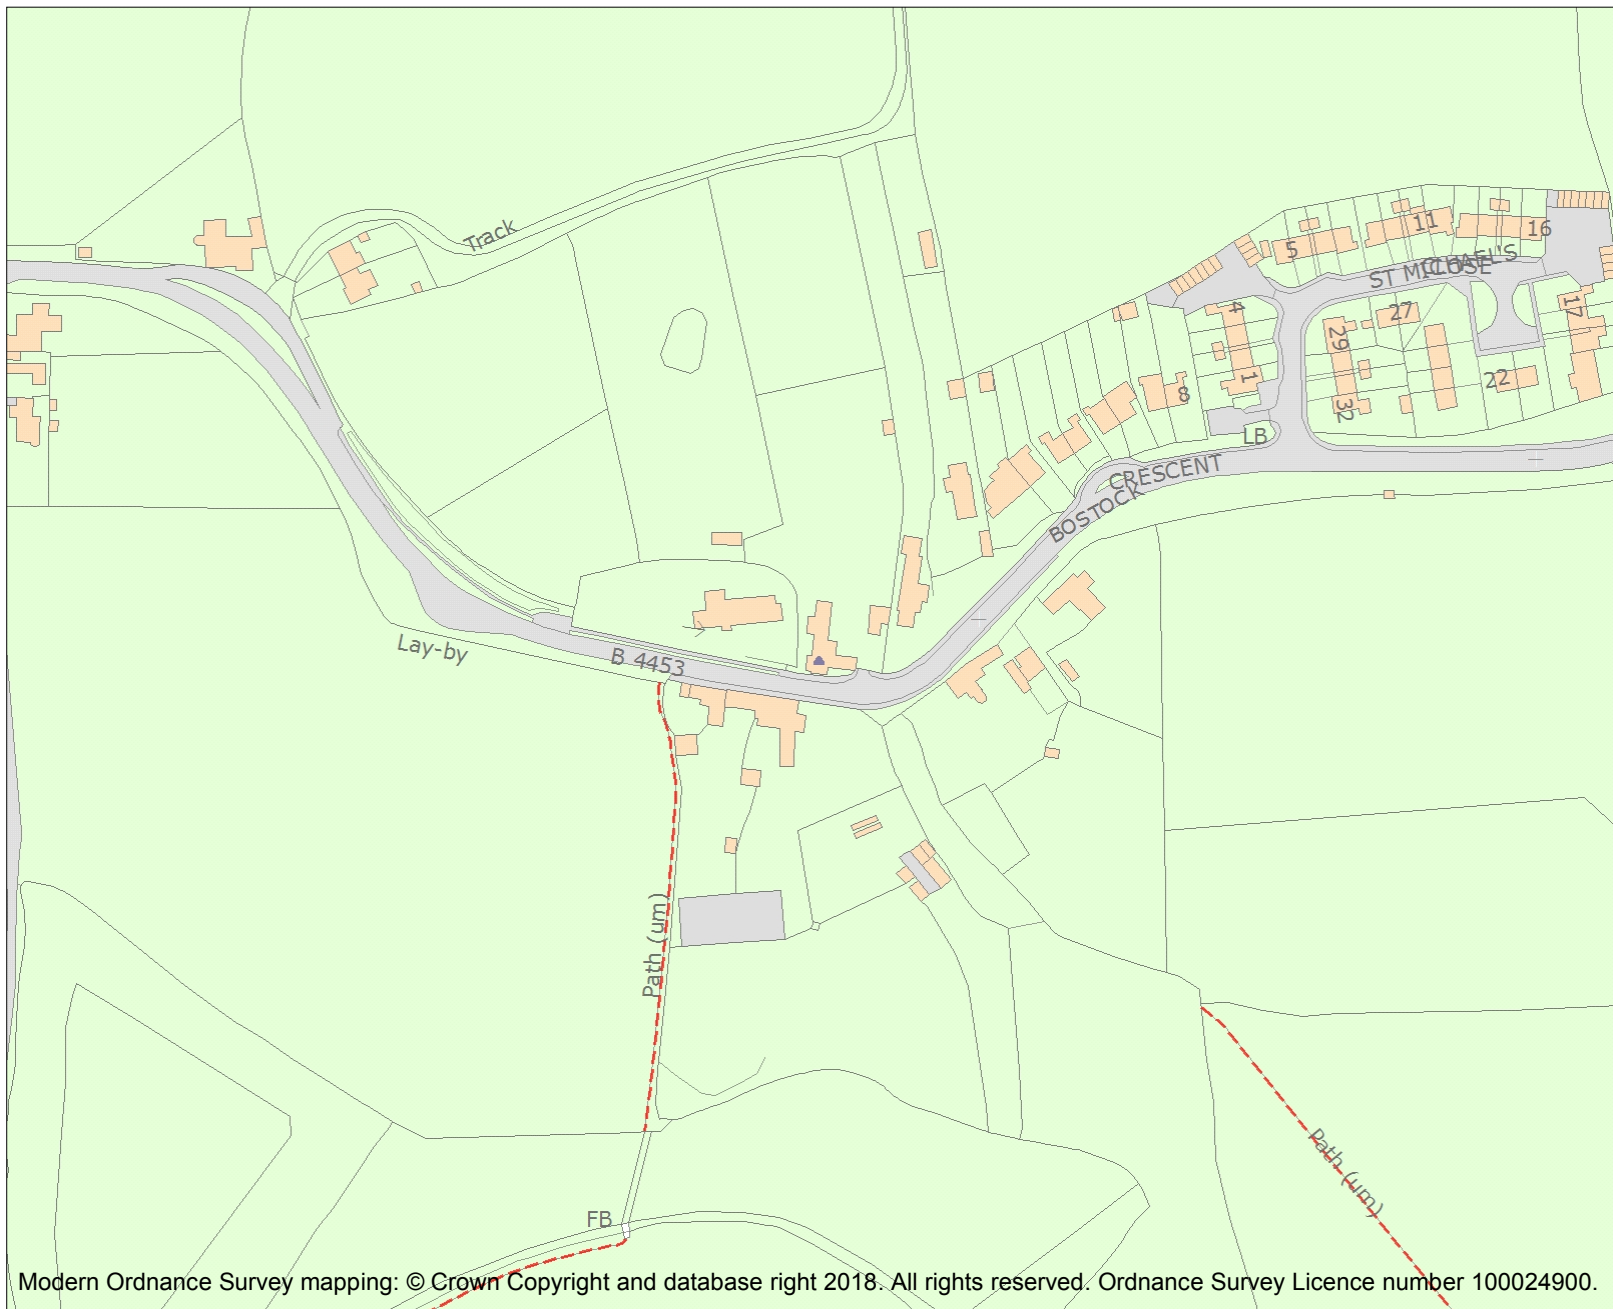 Track
5
11
16
ST MICHAEL'S
CLOSE
4
27
17
29
1
8
22
32
LB
CRESCENT
BOSTOCK
Lay-by
B 4453
Path (um)
Path (um)
FB
Modern Ordnance Survey mapping: © Crown Copyright and database right 2018. All rights reserved. Ordnance Survey Licence number 100024900.